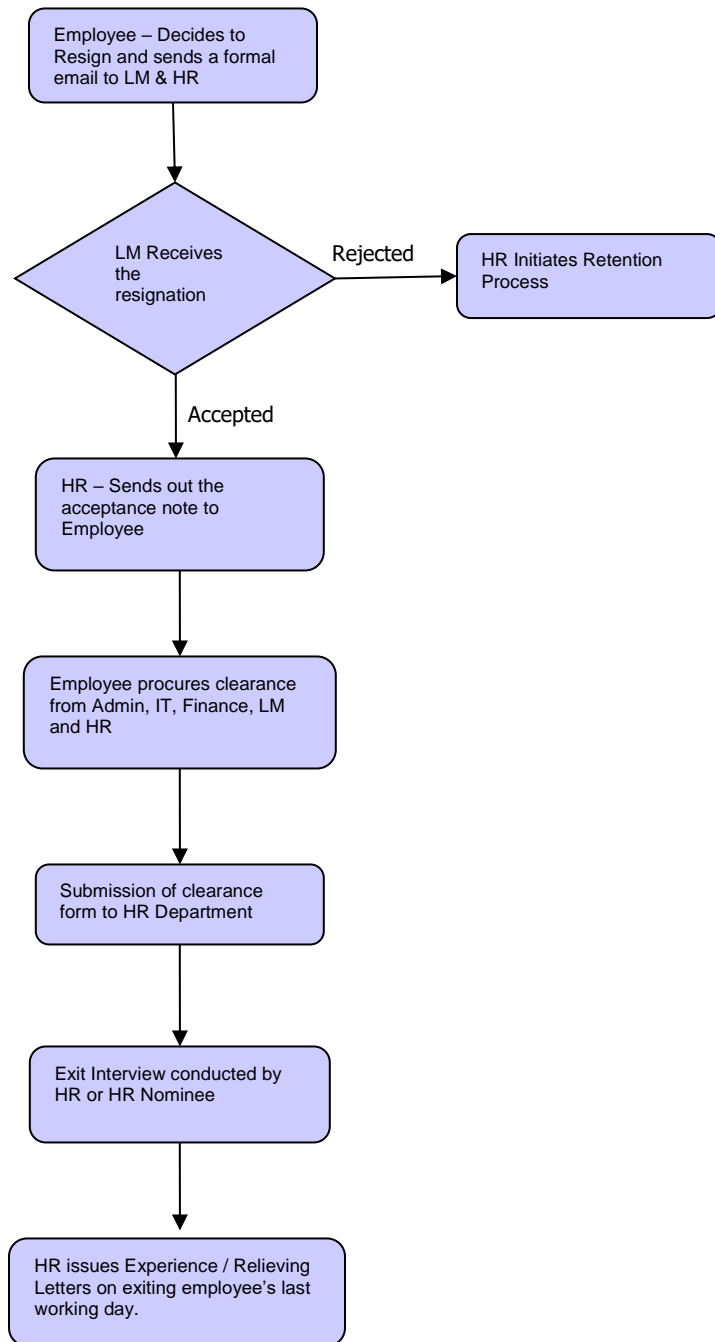 Employee – Decides to
Resign and sends a formal
email to LM & HR
LM Receives
the
resignation
Rejected
HR Initiates Retention
Process
Accepted
HR – Sends out the
acceptance note to
Employee
Employee procures clearance
from Admin, IT, Finance, LM
and HR
Submission of clearance
form to HR Department
Exit Interview conducted by
HR or HR Nominee
HR issues Experience / Relieving
Letters on exiting employee’s last
working day.